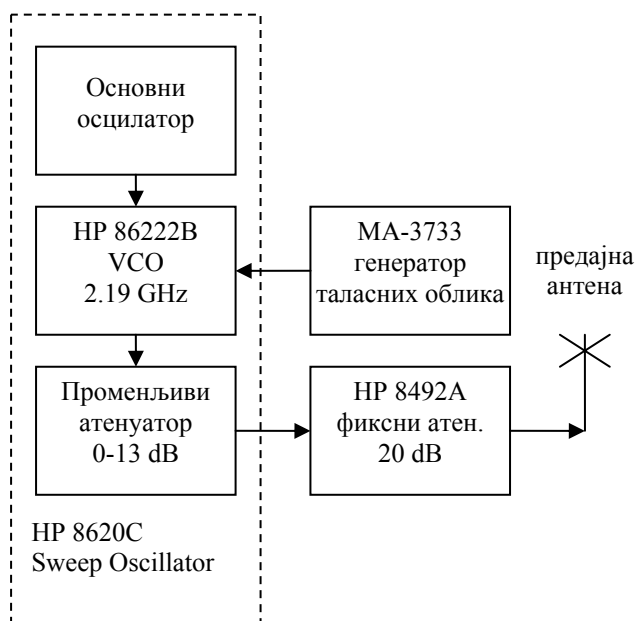 Основни
осцилатор
HP 86222B
VCO
2.19 GHz
МА-3733
генератор
таласних облика
предајна
антена
Променљиви
атенуатор
0-13 dB
HP 8492A
фиксни атен.
20 dB
HP 8620C
Sweep Oscillator